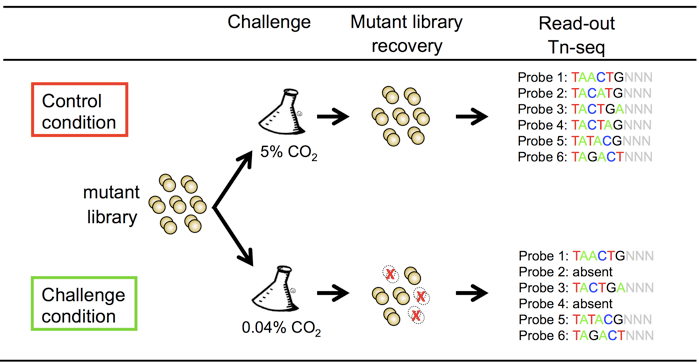 Challenge
Mutant library
recovery
Read-out
Tn-seq
Control
condition
5% CO2
Probe 1: TAACTGNNN
Probe 2: TACATGNNN
Probe 3: TACTGANNN
Probe 4: TACTAGNNN
Probe 5: TATACGNNN
Probe 6: TAGACTNNN
mutant
library
Challenge
condition
0.04% CO2
X
X
X
Probe 1: TAACTGNNN
Probe 2: absent
Probe 3: TACTGANNN
Probe 4: absent
Probe 5: TATACGNNN
Probe 6: TAGACTNNN